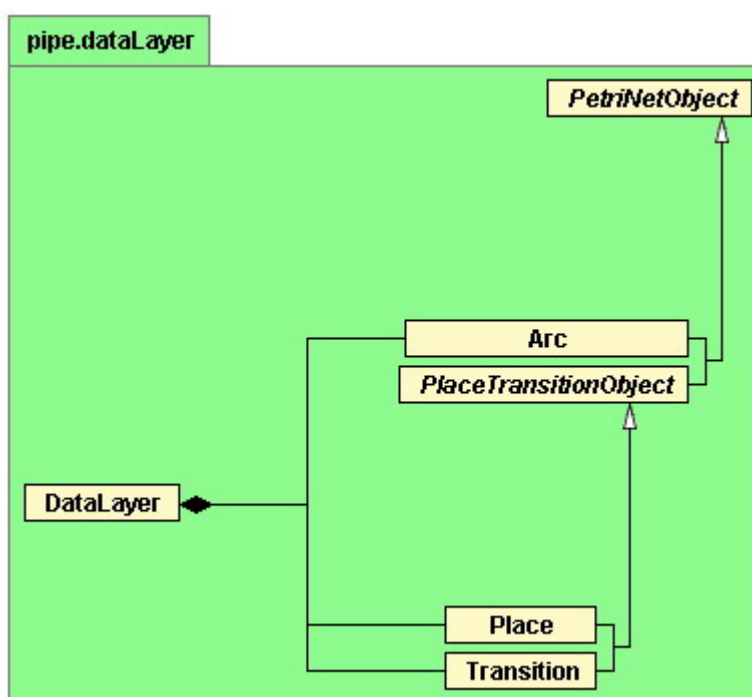 pipe.dataLayer
PetriNetObject
Arc
PlaceTransitionObject
DataLayer
Place
Transition